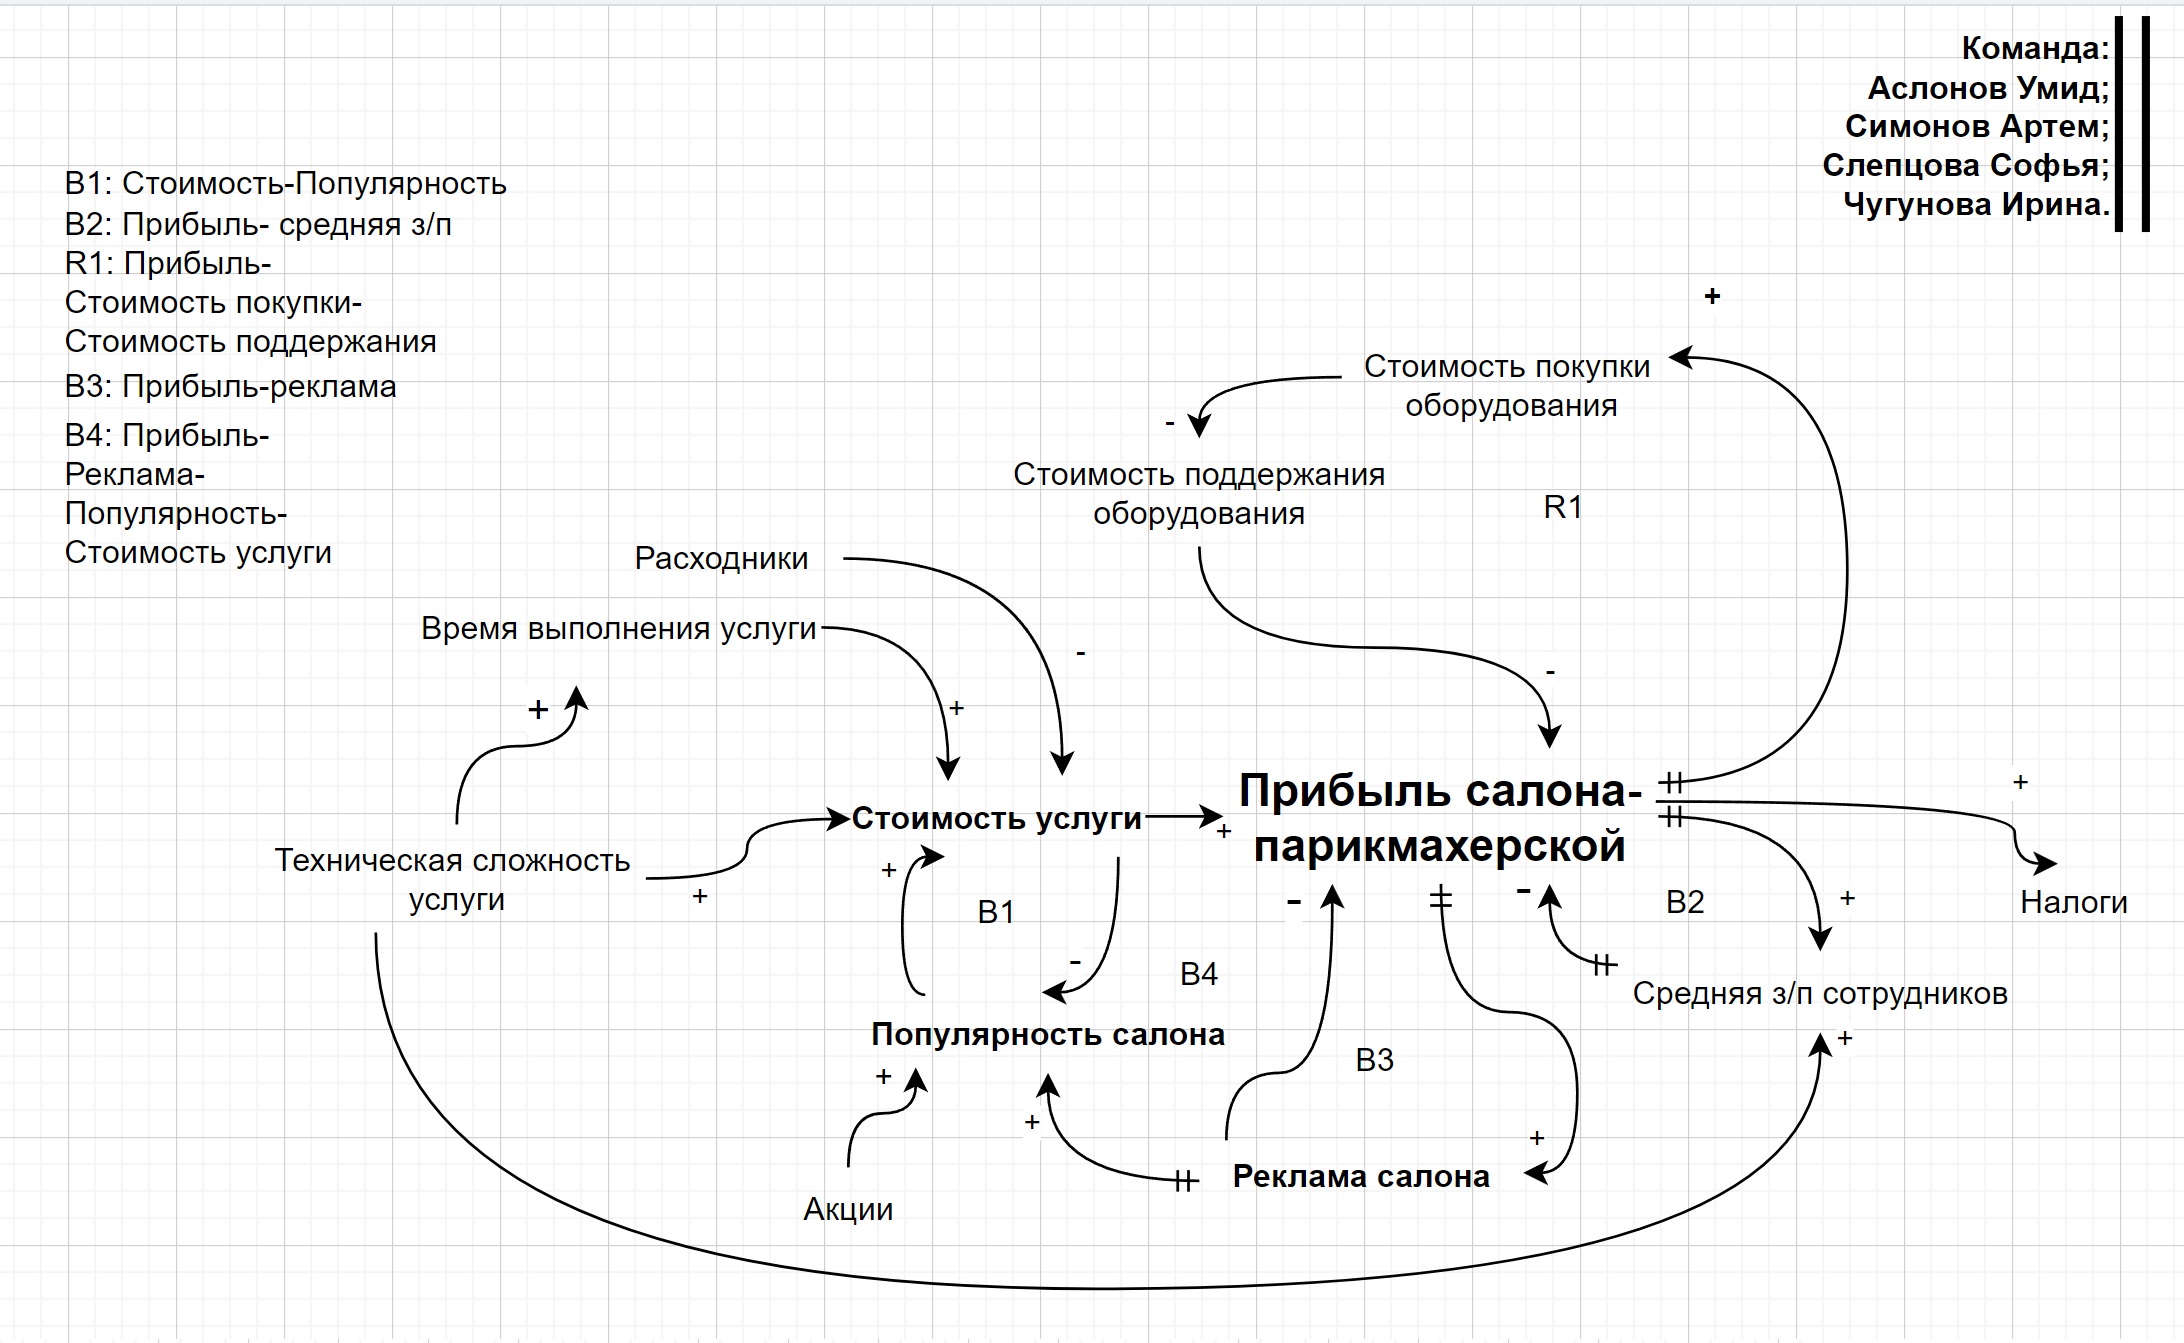 Команда:
Аслонов Умид;
Симонов Артем;
Слепцова Софья;
Чугунова Ирина.
B1: Стоимость-Популярность
B2: Прибыль- средняя з/п
R1: Прибыль-
Стоимость покупки-
Стоимость поддержания
B3: Прибыль-реклама
B4: Прибыль-
Реклама-
Популярность-
Стоимость услуги
+
Стоимость покупки
оборудования
-
Стоимость поддержания
оборудования
R1
Расходники
Время выполнения услуги
-
-
+
+
Прибыль салона-
парикмахерской
+
Стоимость услуги
+
Техническая сложность
услуги
+
+
B1
-
-
B2
+
Налоги
-
B4
Средняя з/п сотрудников
Популярность салона
+
B3
+
+
+
Реклама салона
Акции